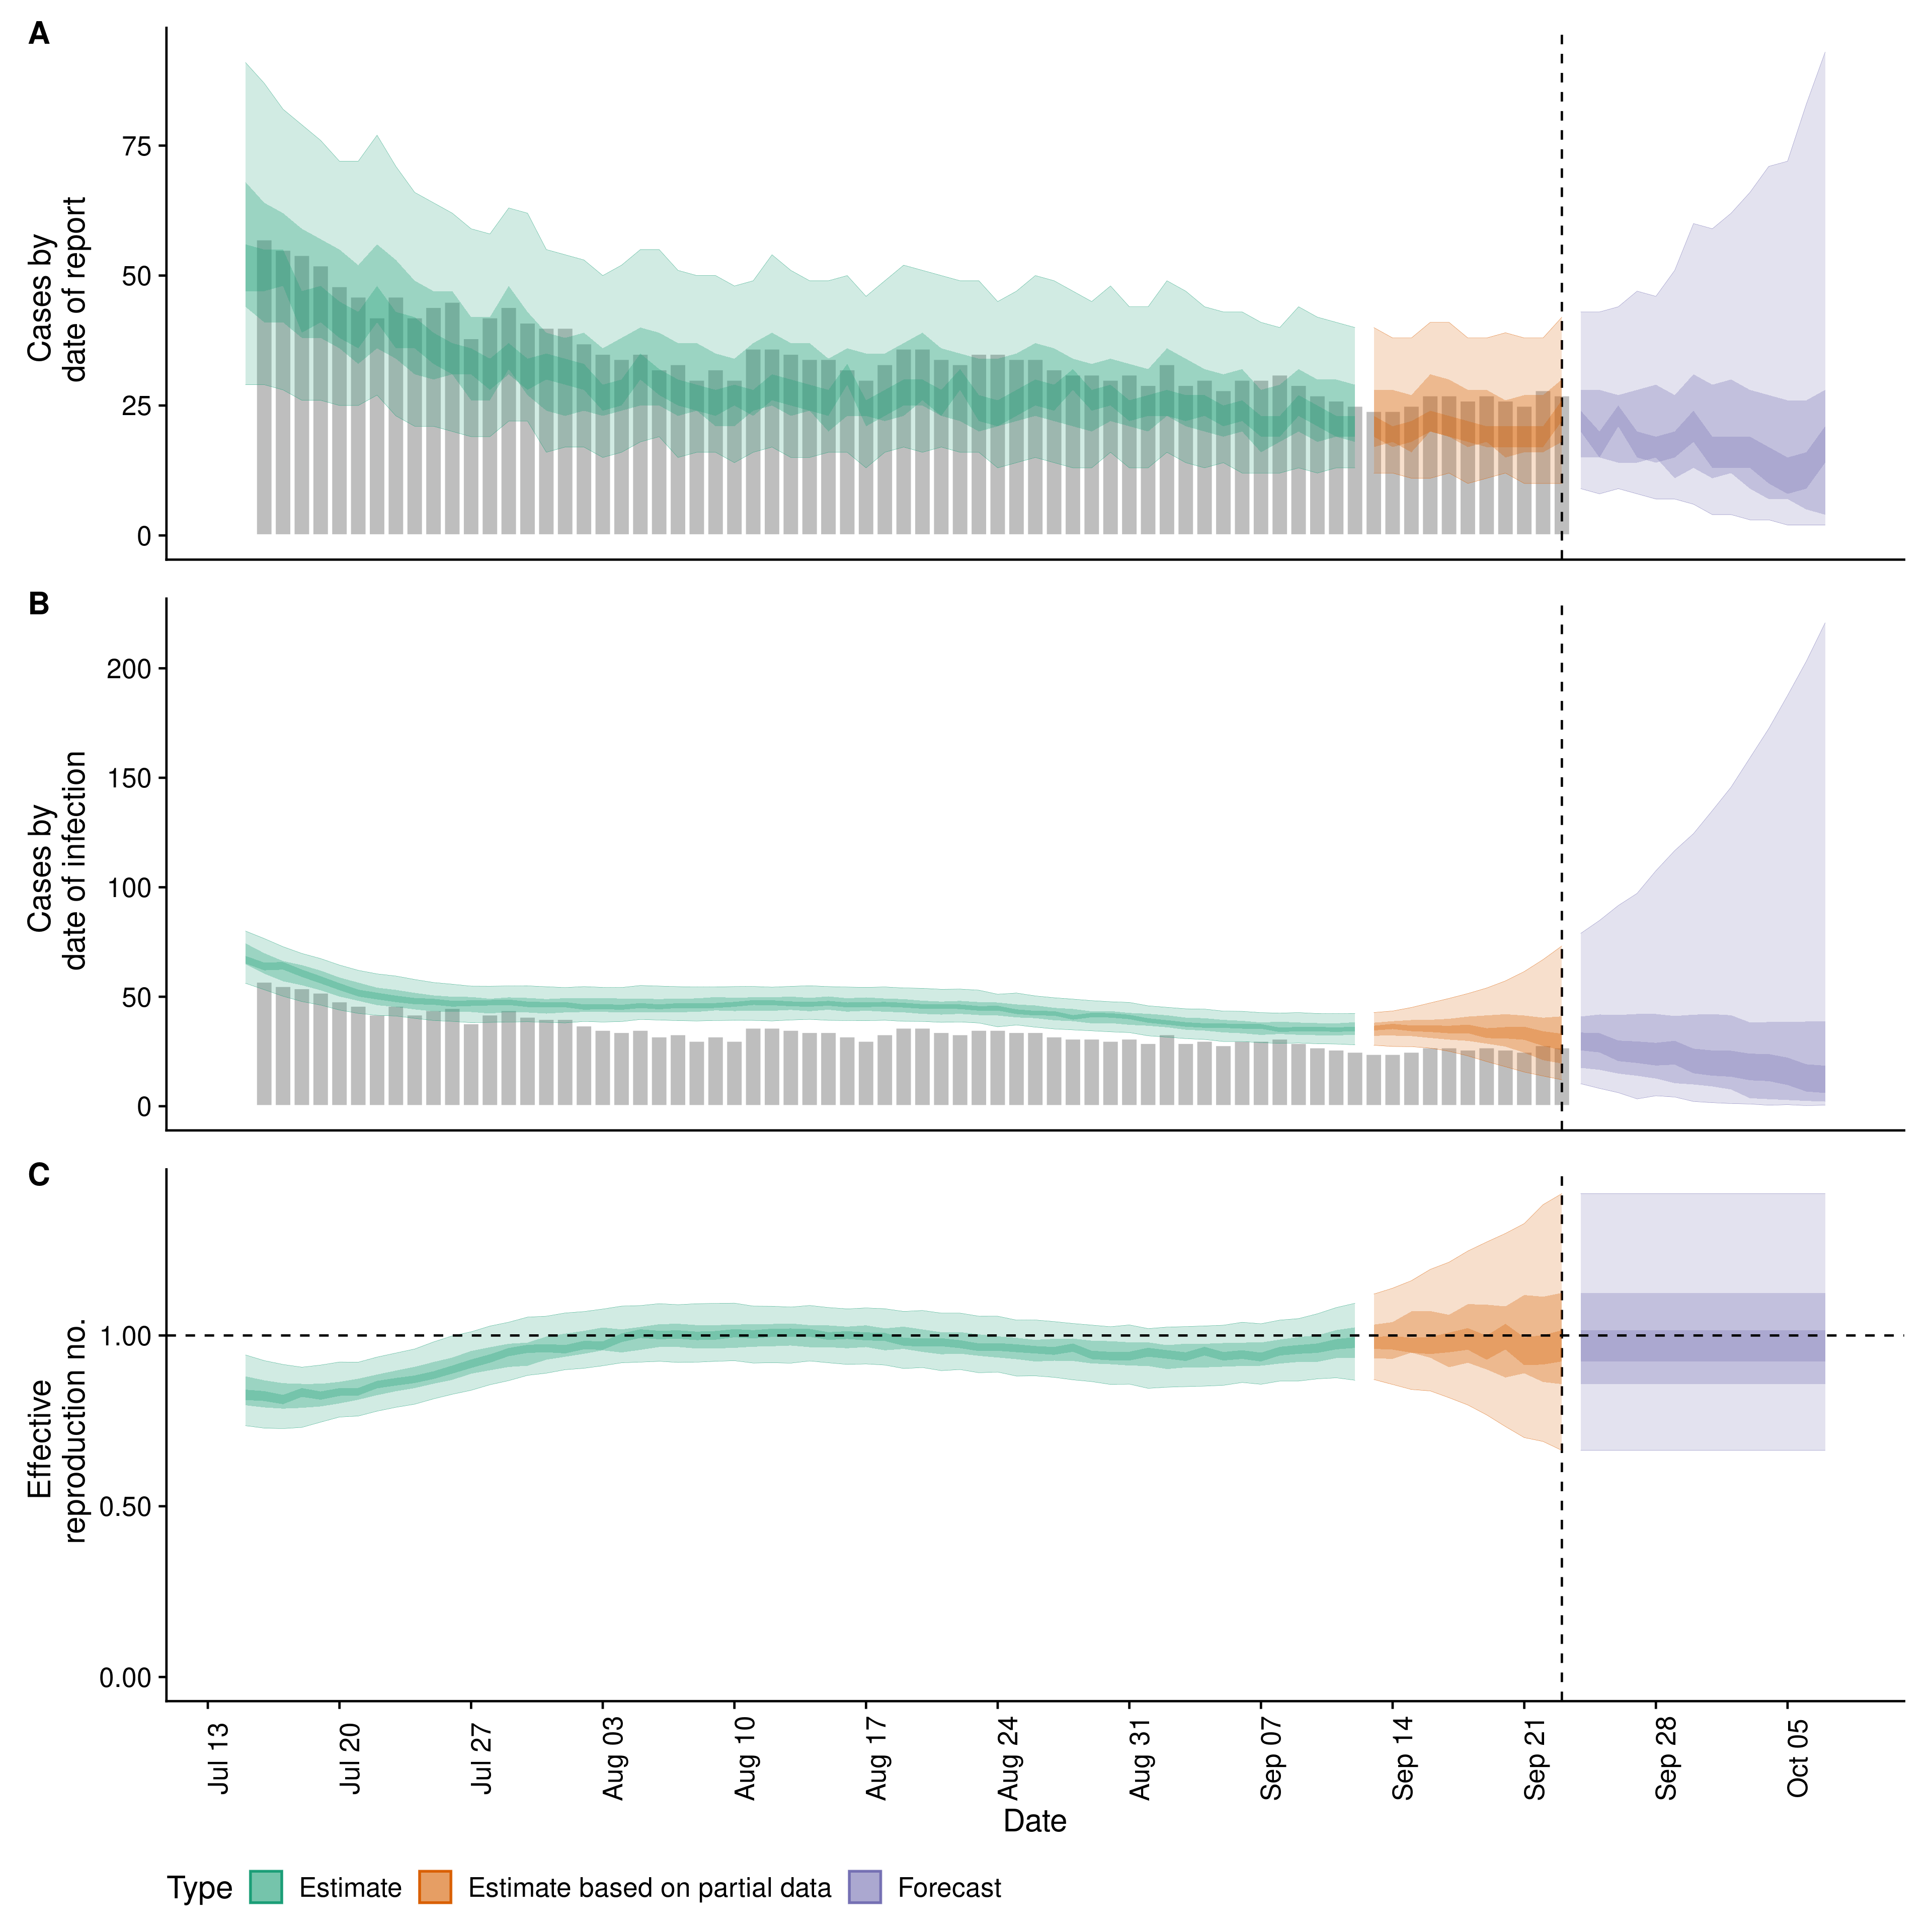 A
Cases by
date of report
75
50
25
0
B
Cases by
date of infection
200
150
100
50
0
C
Effective
reproduction no.
1.00
0.50
0.00
Jul 13
Jul 20
Jul 27
Aug 03
Aug 10
Aug 17
Aug 24
Aug 31
Sep 07
Sep 14
Sep 21
Sep 28
Oct 05
Date
Type Estimate Estimate based on partial data Forecast